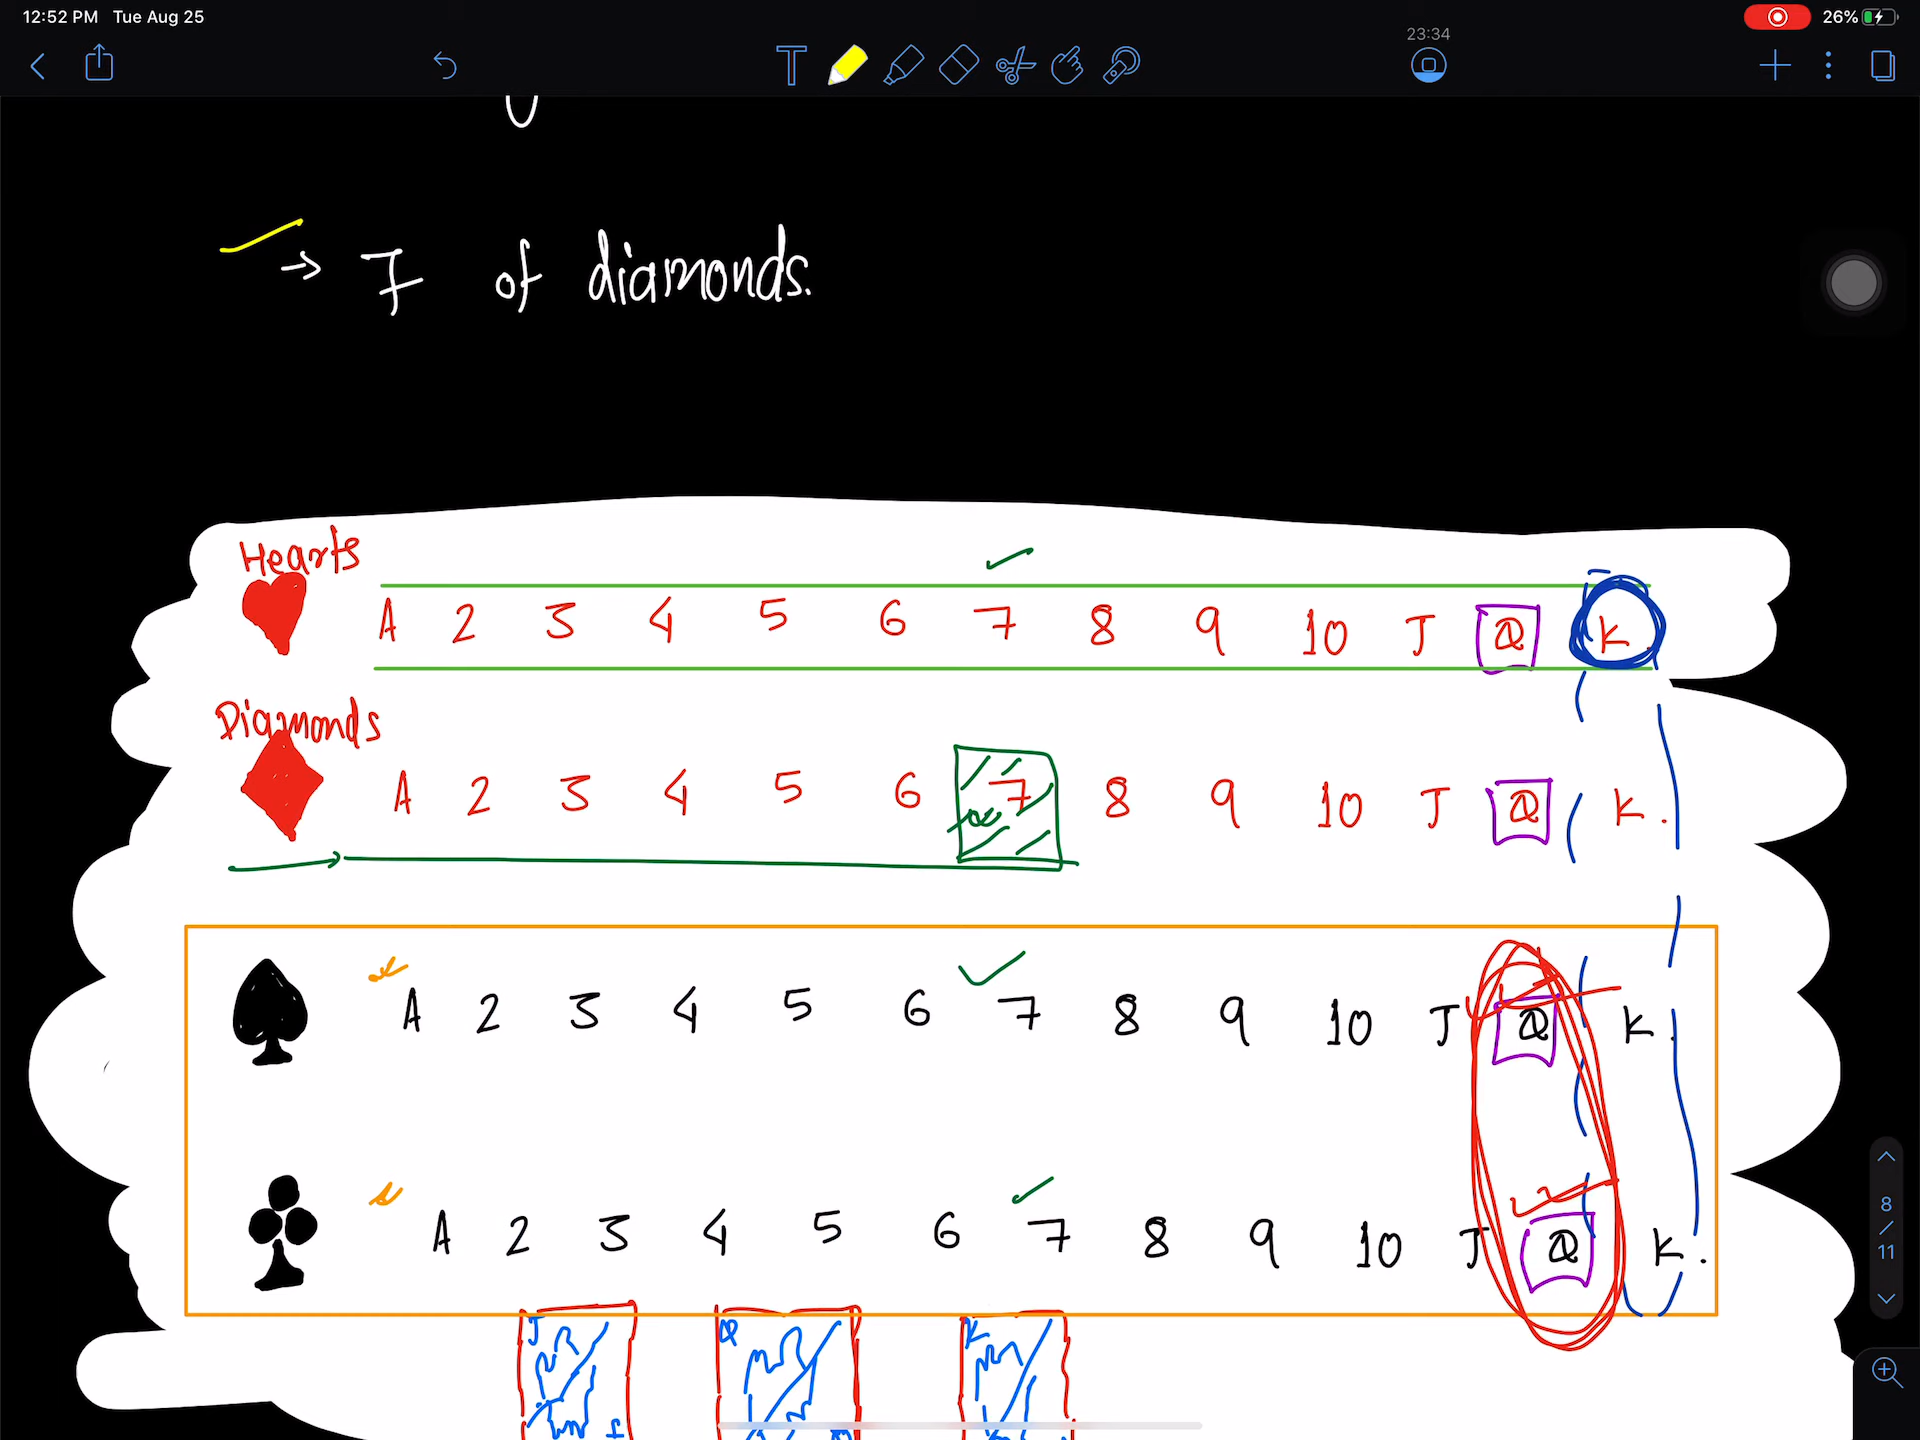 12:52 PM Tue Aug 25
26%
23:34
T
→ 7 of diamonds.
Hearts
A 2 3 4 5 6 7 8 9 10 J Q K.
Diamonds
A 2 3 4 5 6 7 8 9 10 J Q K.
A 2 3 4 5 6 7 8 9 10 J Q K.
A 2 3 4 5 6 7 8 9 10 J Q K.
J Q K
8
/
11